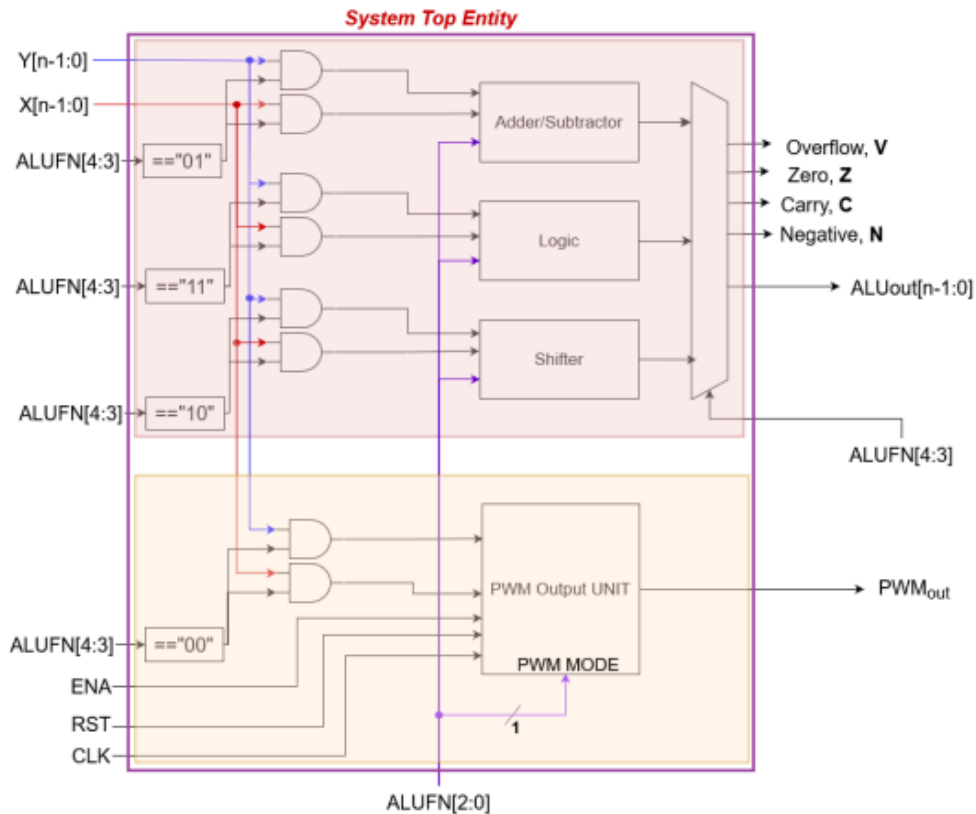 System Top Entity
Y[n-1:0]
X[n-1:0]
ALUFN[4:3]
=="01"
Adder/Subtractor
Overflow, V
Zero, Z
Carry, C
Negative, N
Logic
ALUFN[4:3]
=="11"
ALUout[n-1:0]
Shifter
ALUFN[4:3]
=="10"
ALUFN[4:3]
PWM Output UNIT
PWMout
ALUFN[4:3]
=="00"
PWM MODE
ENA
RST
1
CLK
ALUFN[2:0]